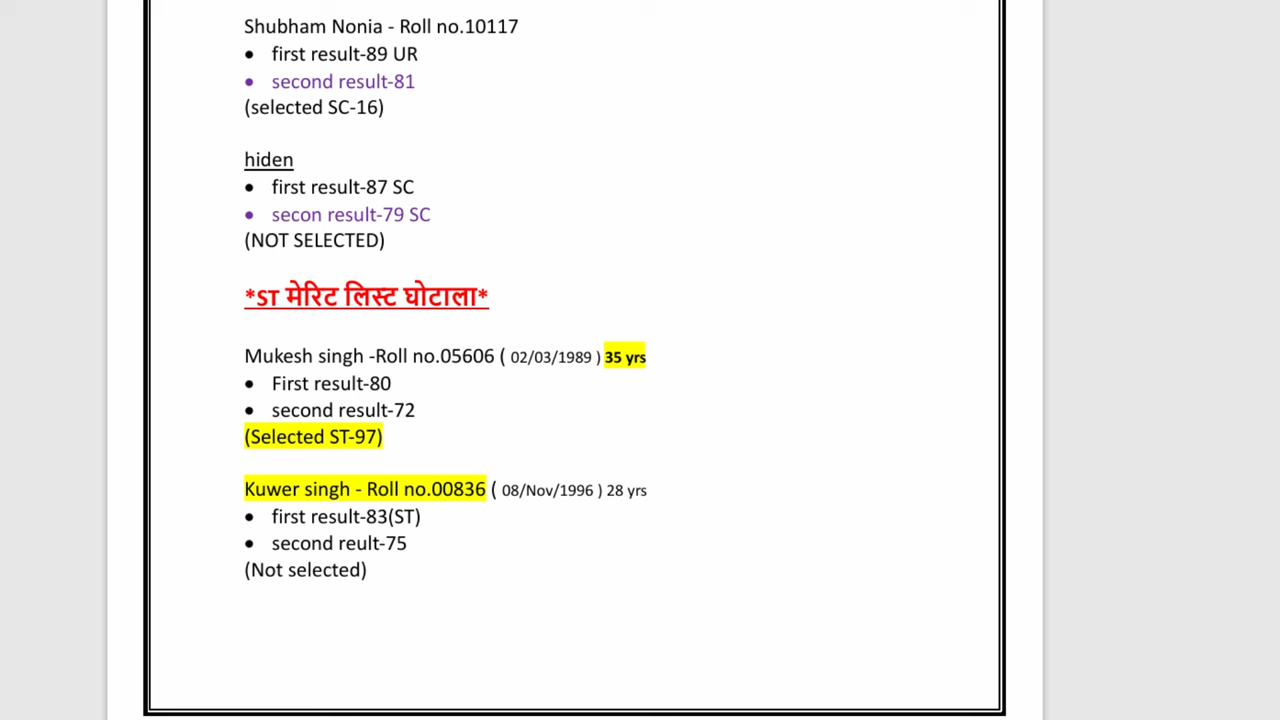 Shubham Nonia - Roll no.10117
• first result-89 UR
• second result-81
(selected SC-16)
hiden
• first result-87 SC
• secon result-79 SC
(NOT SELECTED)
*ST मेरिट लिस्ट घोटाला*
Mukesh singh -Roll no.05606 ( 02/03/1989 ) 35 yrs
• First result-80
• second result-72
(Selected ST-97)
Kuwer singh - Roll no.00836 ( 08/Nov/1996 ) 28 yrs
• first result-83(ST)
• second reult-75
(Not selected)